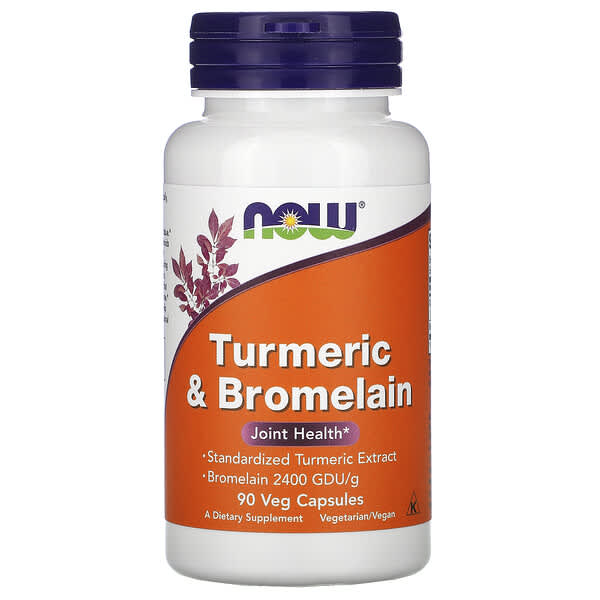 NOW®
Turmeric
& Bromelain
Joint Health*
• Standardized Turmeric Extract
• Bromelain 2400 GDU/g
90 Veg Capsules
A Dietary Supplement Vegetarian/Vegan
K